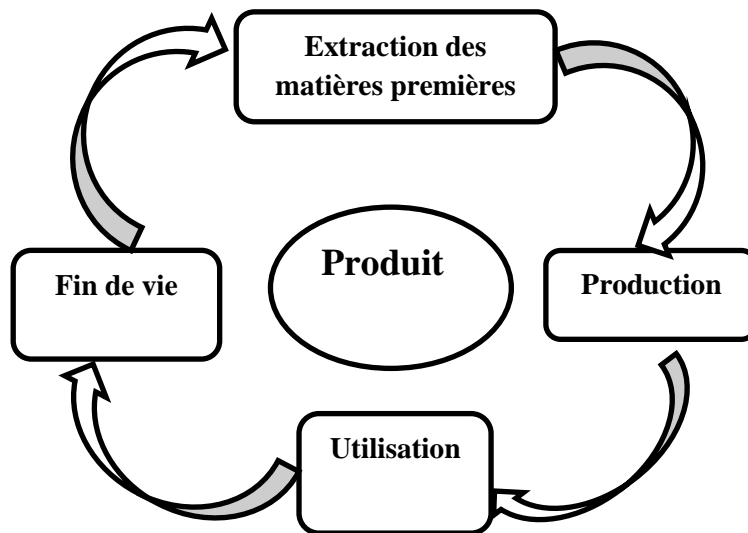 Extraction des
matières premières
Produit
Fin de vie
Production
Utilisation